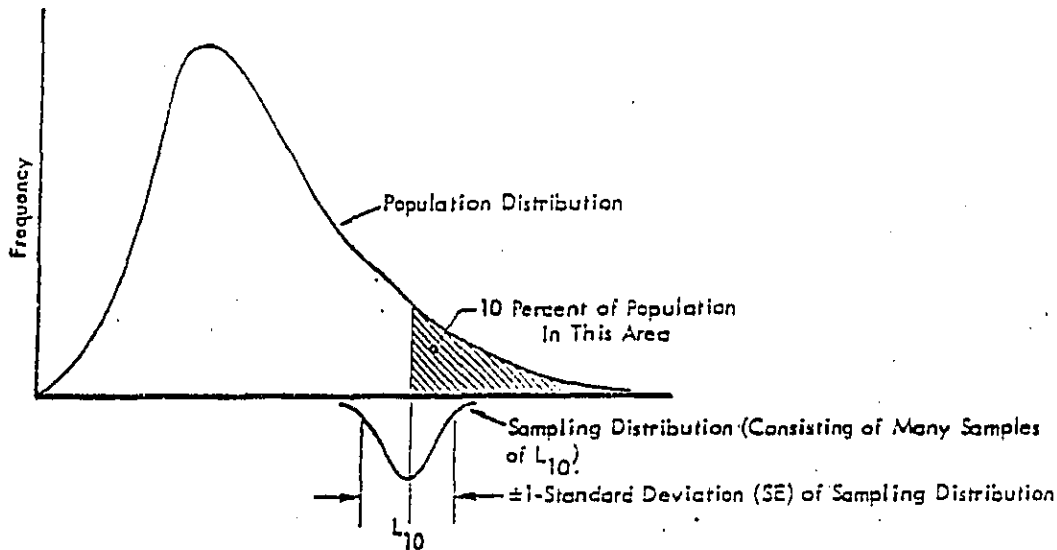 Frequency
Population Distribution
10 Percent of Population
In This Area
Sampling Distribution (Consisting of Many Samples
of L10).
±1-Standard Deviation (SE) of Sampling Distribution
L10